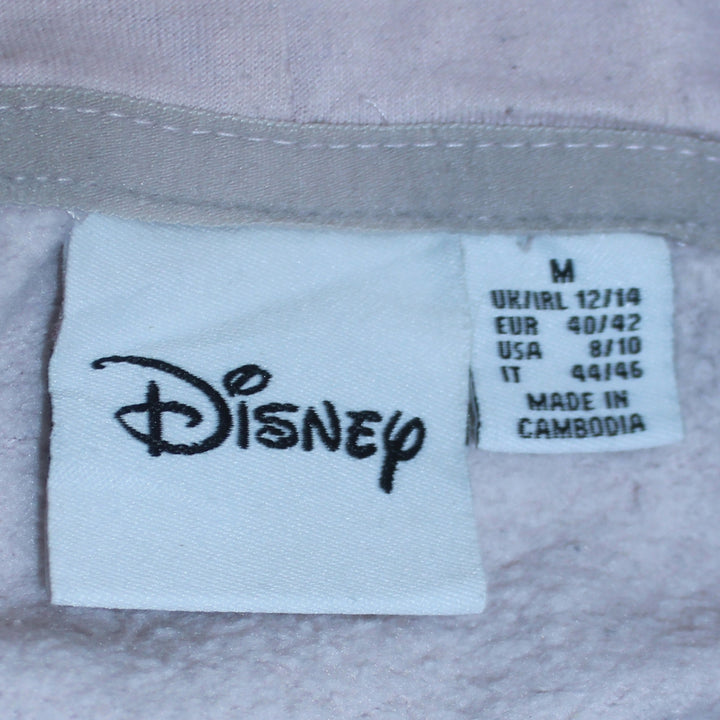 Disney
M
UK/IRL 12/14
EUR 40/42
USA 8/10
IT 44/46
MADE IN
CAMBODIA